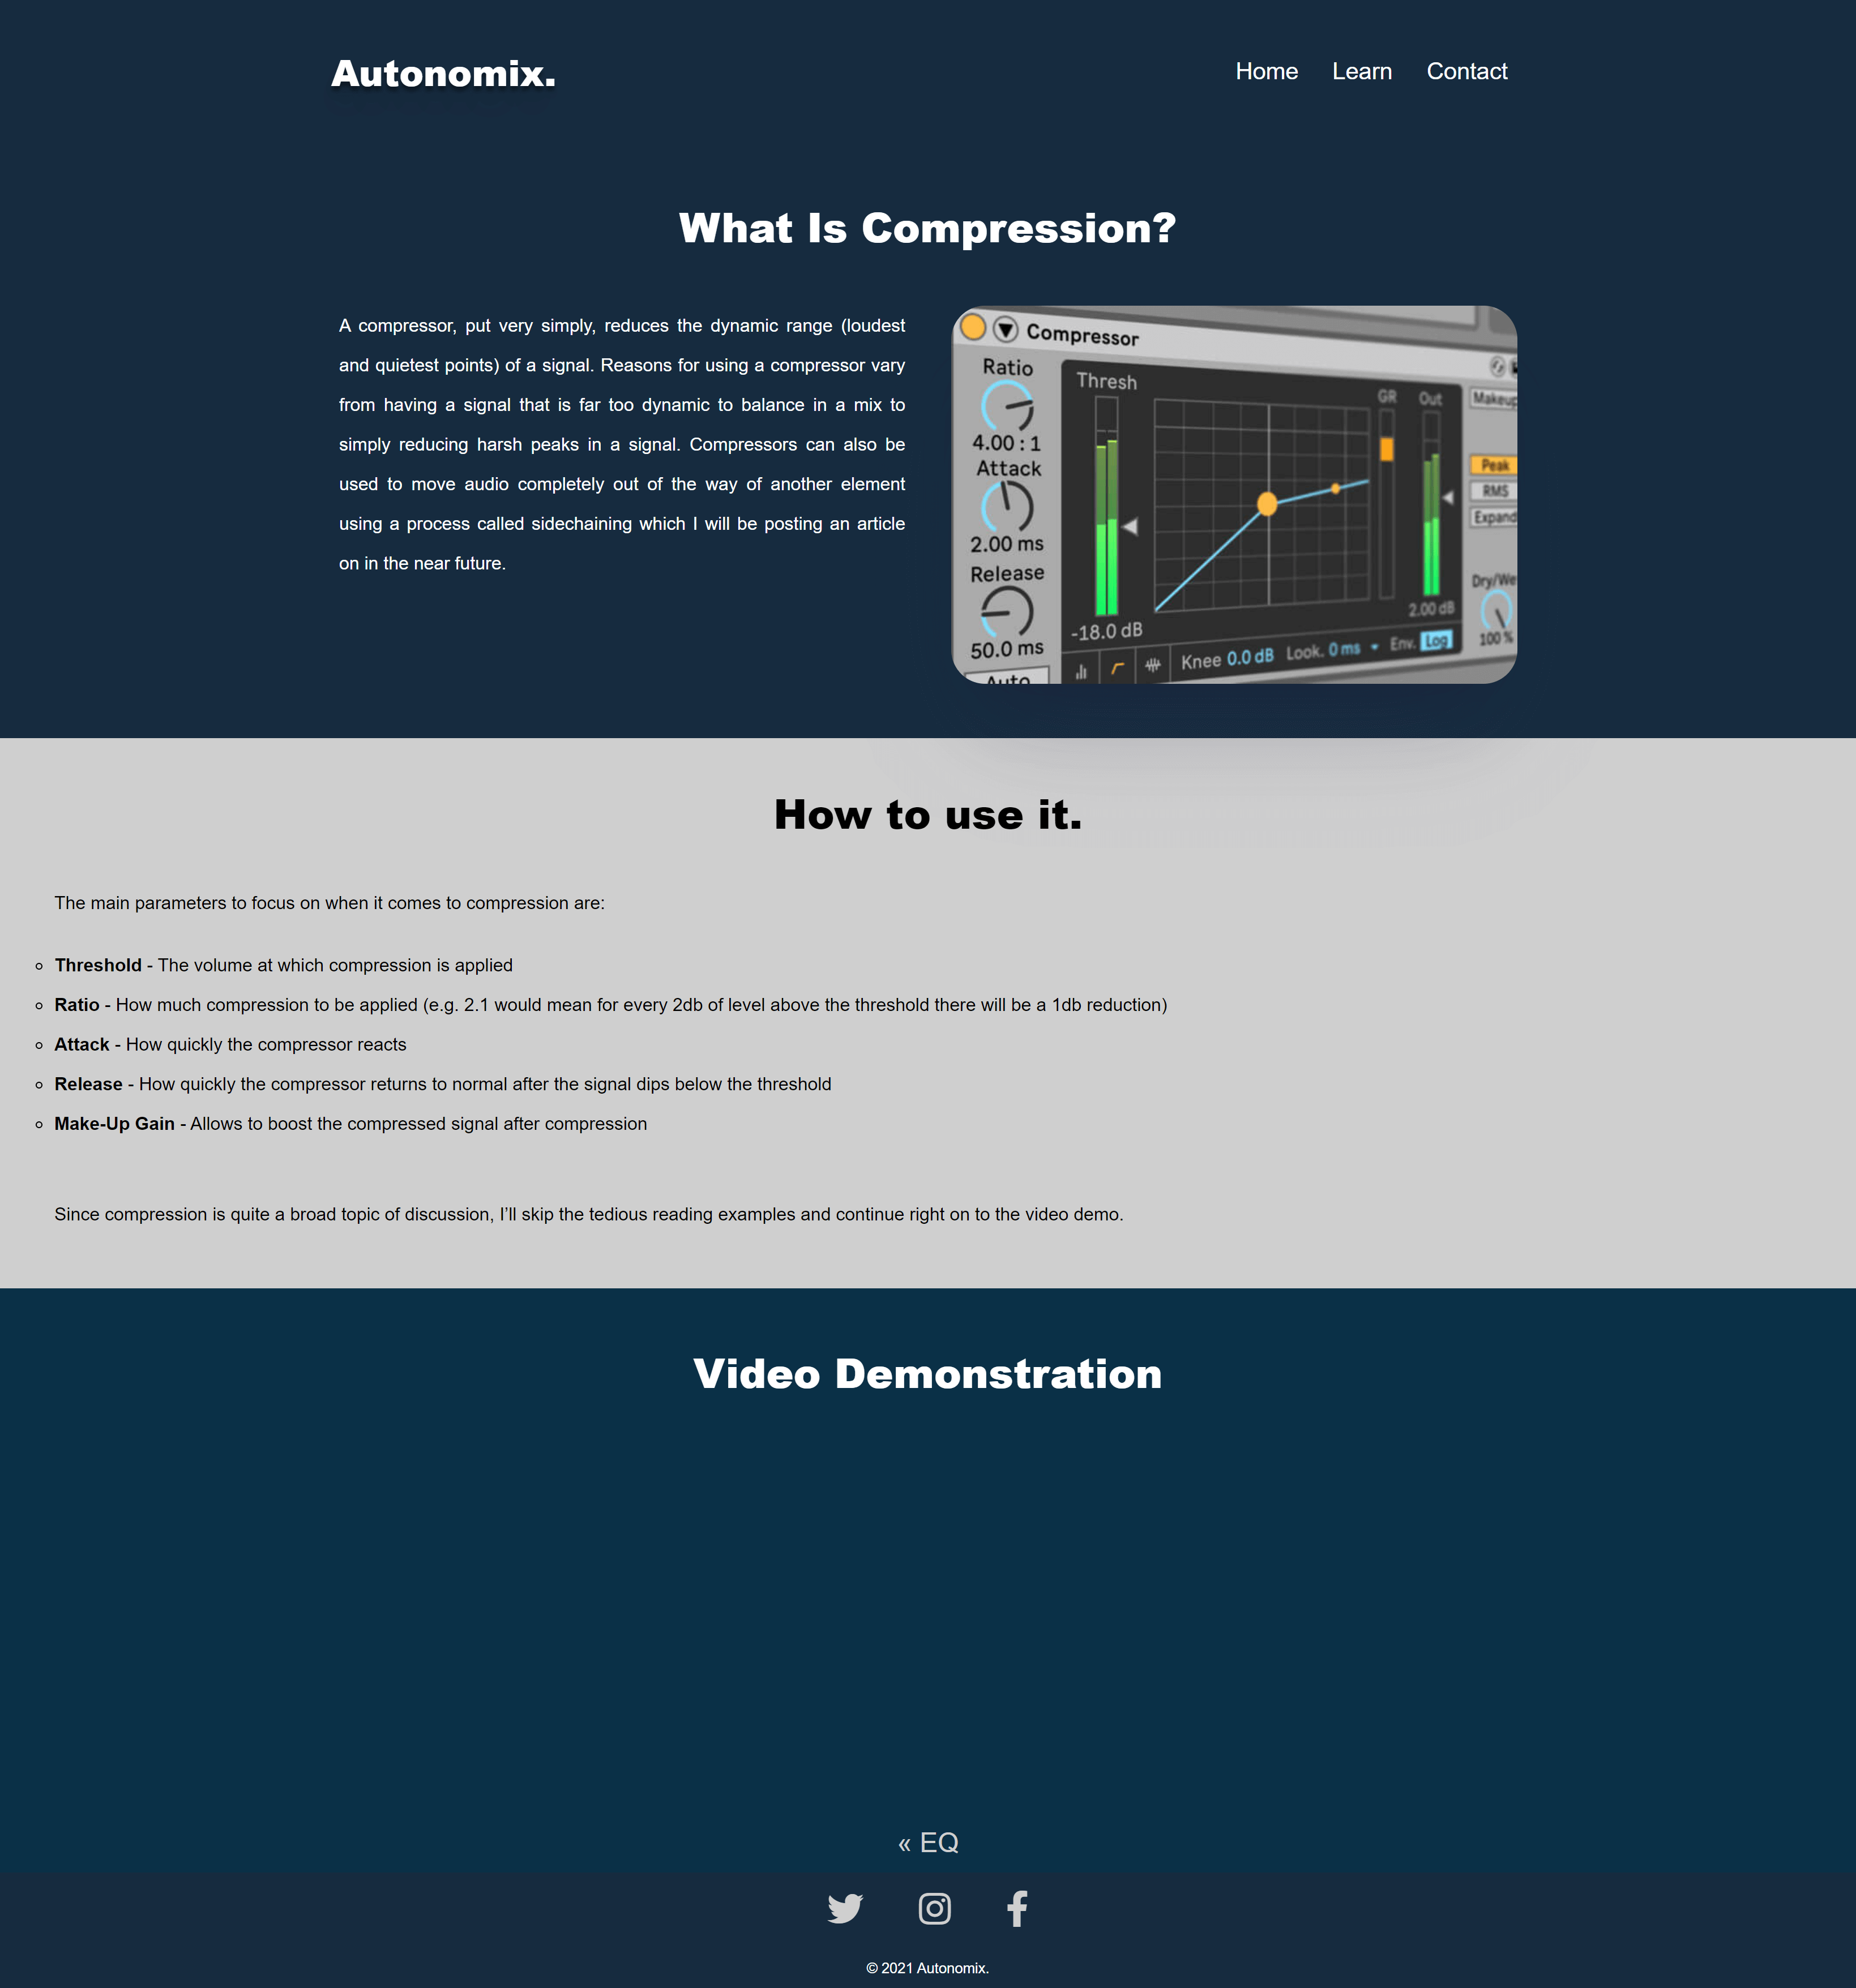 Autonomix.
Home Learn Contact
What Is Compression?
A compressor, put very simply, reduces the dynamic range (loudest
and quietest points) of a signal. Reasons for using a compressor vary
from having a signal that is far too dynamic to balance in a mix to
simply reducing harsh peaks in a signal. Compressors can also be
used to move audio completely out of the way of another element
using a process called sidechaining which I will be posting an article
on in the near future.
Compressor
Ratio
4.00 : 1
Attack
2.00 ms
Release
50.0 ms
Auto
Thresh
-18.0 dB
GR
Out
2.00 dB
Knee 0.0 dB Look. 0 ms Env. Log
Makeup
Peak
RMS
Expand
Dry/We
100 %
How to use it.
The main parameters to focus on when it comes to compression are:
Threshold - The volume at which compression is applied
Ratio - How much compression to be applied (e.g. 2.1 would mean for every 2db of level above the threshold there will be a 1db reduction)
Attack - How quickly the compressor reacts
Release - How quickly the compressor returns to normal after the signal dips below the threshold
Make-Up Gain - Allows to boost the compressed signal after compression
Since compression is quite a broad topic of discussion, I’ll skip the tedious reading examples and continue right on to the video demo.
Video Demonstration
« EQ
© 2021 Autonomix.